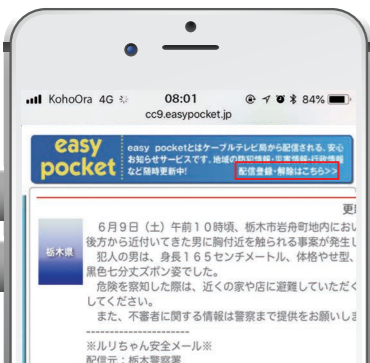 KohoOra 4G 08:01 84%
cc9.easypocket.jp
easy pocket
easy pocketとはケーブルテレビ局から配信される、安心
お知らせサービスです。地域の防犯情報・災害情報・行政情報
など随時更新中!
配信登録・解除はこちら>>
更
栃木県
6月9日(土)午前10時頃、栃木市岩舟町地内におい
後方から近付いてきた男に胸付近を触られる事案が発生し
犯人の男は、身長165センチメートル、体格やせ型、
黒色七分丈ズボン姿でした。
危険を察知した際は、近くの家や店に避難していただく
してください。
また、不審者に関する情報は警察まで提供をお願いしま
----------------------
※ルリちゃん安全メール※
配信元:栃木警察署